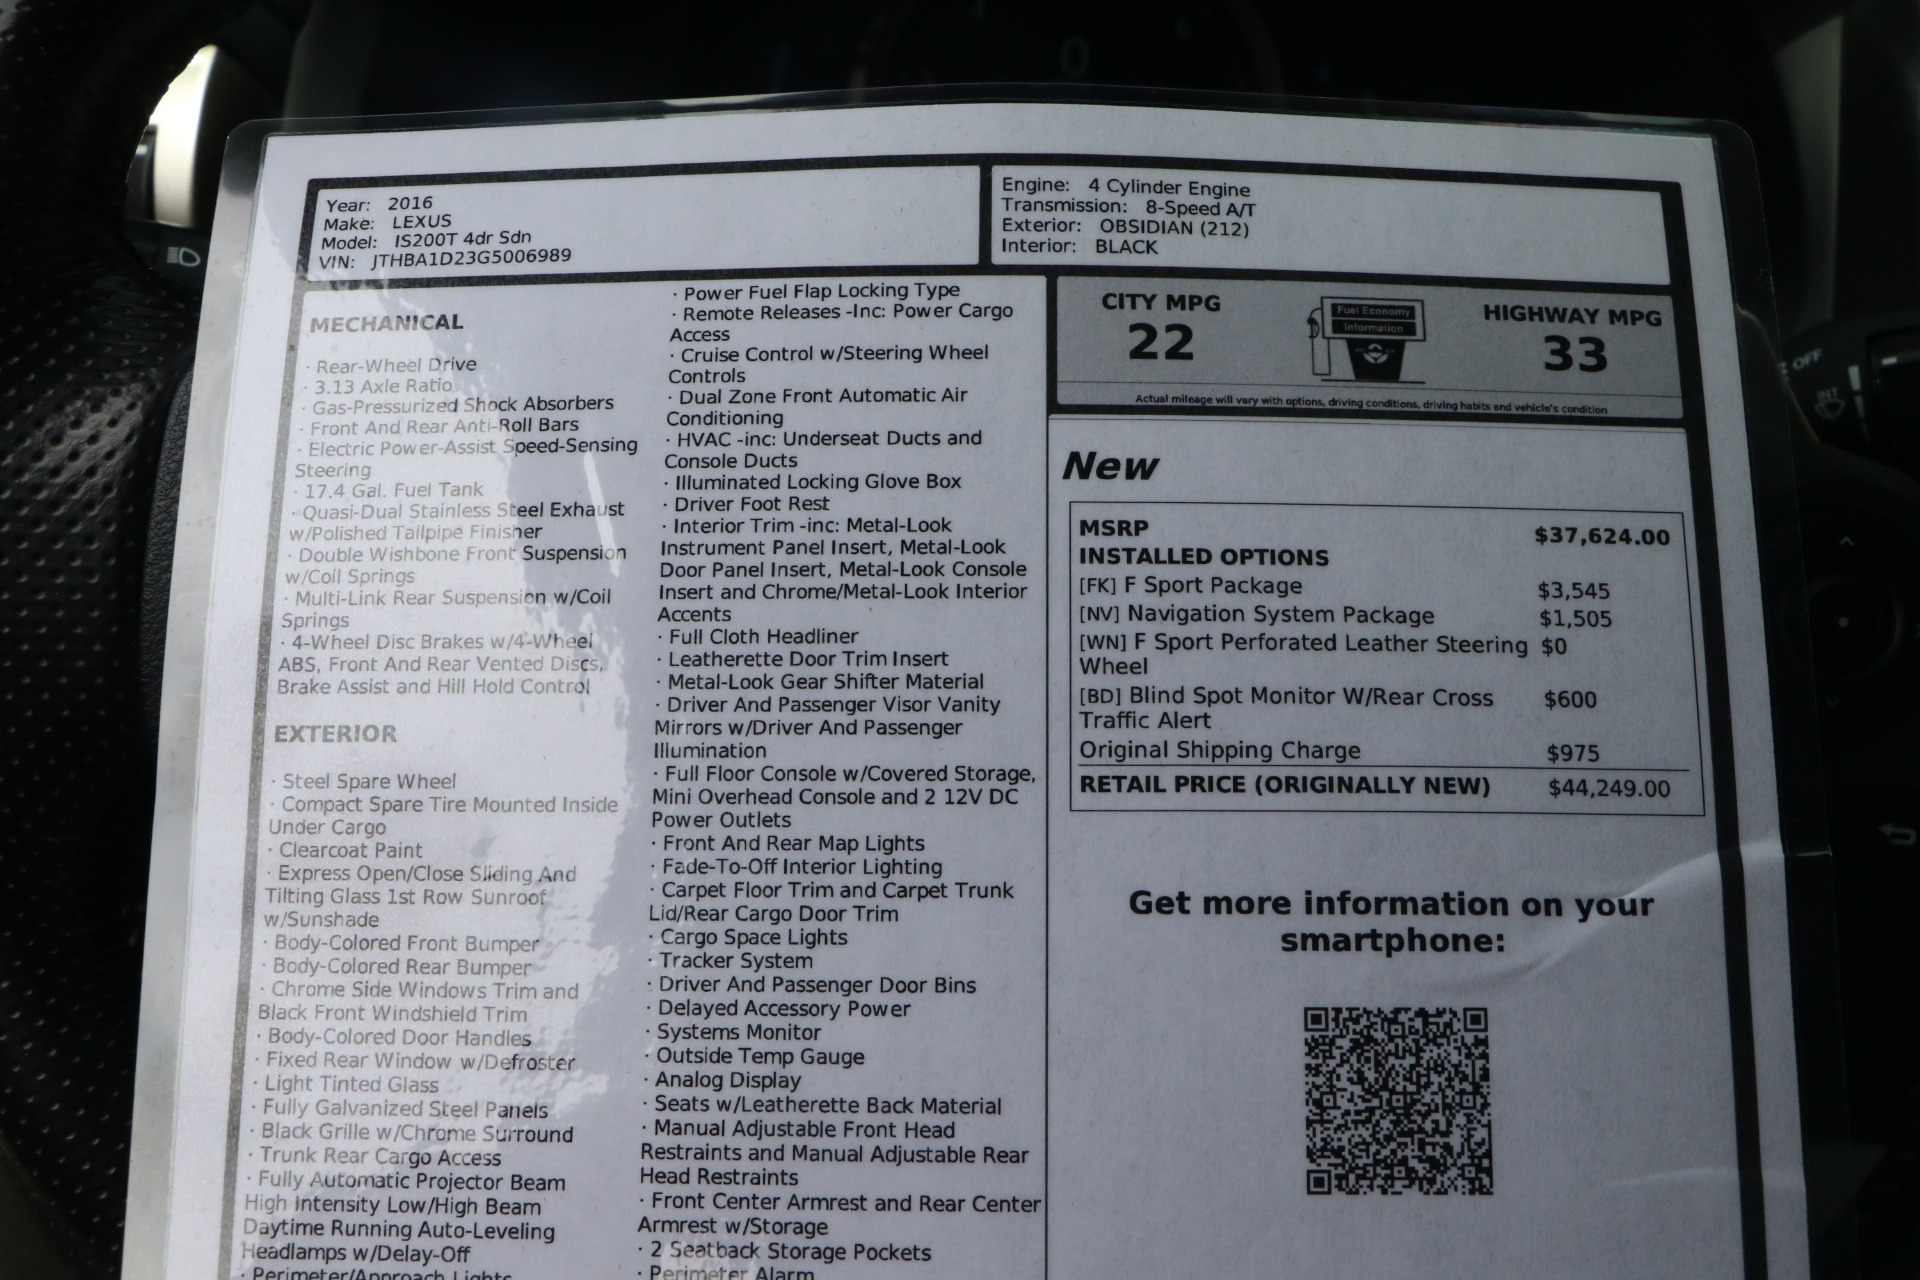 0
Year: 2016
Make: LEXUS
Model: IS200T 4dr Sdn
VIN: JTHBA1D23G5006989
Engine: 4 Cylinder Engine
Transmission: 8-Speed A/T
Exterior: OBSIDIAN (212)
Interior: BLACK
MECHANICAL
· Rear-Wheel Drive
· 3.13 Axle Ratio
· Gas-Pressurized Shock Absorbers
· Front And Rear Anti-Roll Bars
· Electric Power-Assist Speed-Sensing
Steering
· 17.4 Gal. Fuel Tank
· Quasi-Dual Stainless Steel Exhaust
w/Polished Tailpipe Finisher
· Double Wishbone Front Suspension
w/Coil Springs
· Multi-Link Rear Suspension w/Coil
Springs
· 4-Wheel Disc Brakes w/4-Wheel
ABS, Front And Rear Vented Discs,
Brake Assist and Hill Hold Control
EXTERIOR
· Steel Spare Wheel
· Compact Spare Tire Mounted Inside
Under Cargo
· Clearcoat Paint
· Express Open/Close Sliding And
Tilting Glass 1st Row Sunroof
w/Sunshade
· Body-Colored Front Bumper
· Body-Colored Rear Bumper
· Chrome Side Windows Trim and
Black Front Windshield Trim
· Body-Colored Door Handles
· Fixed Rear Window w/Defroster
· Light Tinted Glass
· Fully Galvanized Steel Panels
· Black Grille w/Chrome Surround
· Trunk Rear Cargo Access
· Fully Automatic Projector Beam
High Intensity Low/High Beam
Daytime Running Auto-Leveling
Headlamps w/Delay-Off
· Perimeter/Approach Lights
· Power Fuel Flap Locking Type
· Remote Releases -Inc: Power Cargo
Access
· Cruise Control w/Steering Wheel
Controls
· Dual Zone Front Automatic Air
Conditioning
· HVAC -inc: Underseat Ducts and
Console Ducts
· Illuminated Locking Glove Box
· Driver Foot Rest
· Interior Trim -inc: Metal-Look
Instrument Panel Insert, Metal-Look
Door Panel Insert, Metal-Look Console
Insert and Chrome/Metal-Look Interior
Accents
· Full Cloth Headliner
· Leatherette Door Trim Insert
· Metal-Look Gear Shifter Material
· Driver And Passenger Visor Vanity
Mirrors w/Driver And Passenger
Illumination
· Full Floor Console w/Covered Storage,
Mini Overhead Console and 2 12V DC
Power Outlets
· Front And Rear Map Lights
· Fade-To-Off Interior Lighting
· Carpet Floor Trim and Carpet Trunk
Lid/Rear Cargo Door Trim
· Cargo Space Lights
· Tracker System
· Driver And Passenger Door Bins
· Delayed Accessory Power
· Systems Monitor
· Outside Temp Gauge
· Analog Display
· Seats w/Leatherette Back Material
· Manual Adjustable Front Head
Restraints and Manual Adjustable Rear
Head Restraints
· Front Center Armrest and Rear Center
Armrest w/Storage
· 2 Seatback Storage Pockets
· Perimeter Alarm
CITY MPG
22
Fuel Economy
Information
HIGHWAY MPG
33
Actual mileage will vary with options, driving conditions, driving habits and vehicle's condition
New
MSRP $37,624.00
INSTALLED OPTIONS
[FK] F Sport Package $3,545
[NV] Navigation System Package $1,505
[WN] F Sport Perforated Leather Steering $0
Wheel
[BD] Blind Spot Monitor W/Rear Cross $600
Traffic Alert
Original Shipping Charge $975
RETAIL PRICE (ORIGINALLY NEW) $44,249.00
Get more information on your
smartphone:
OFF
INT